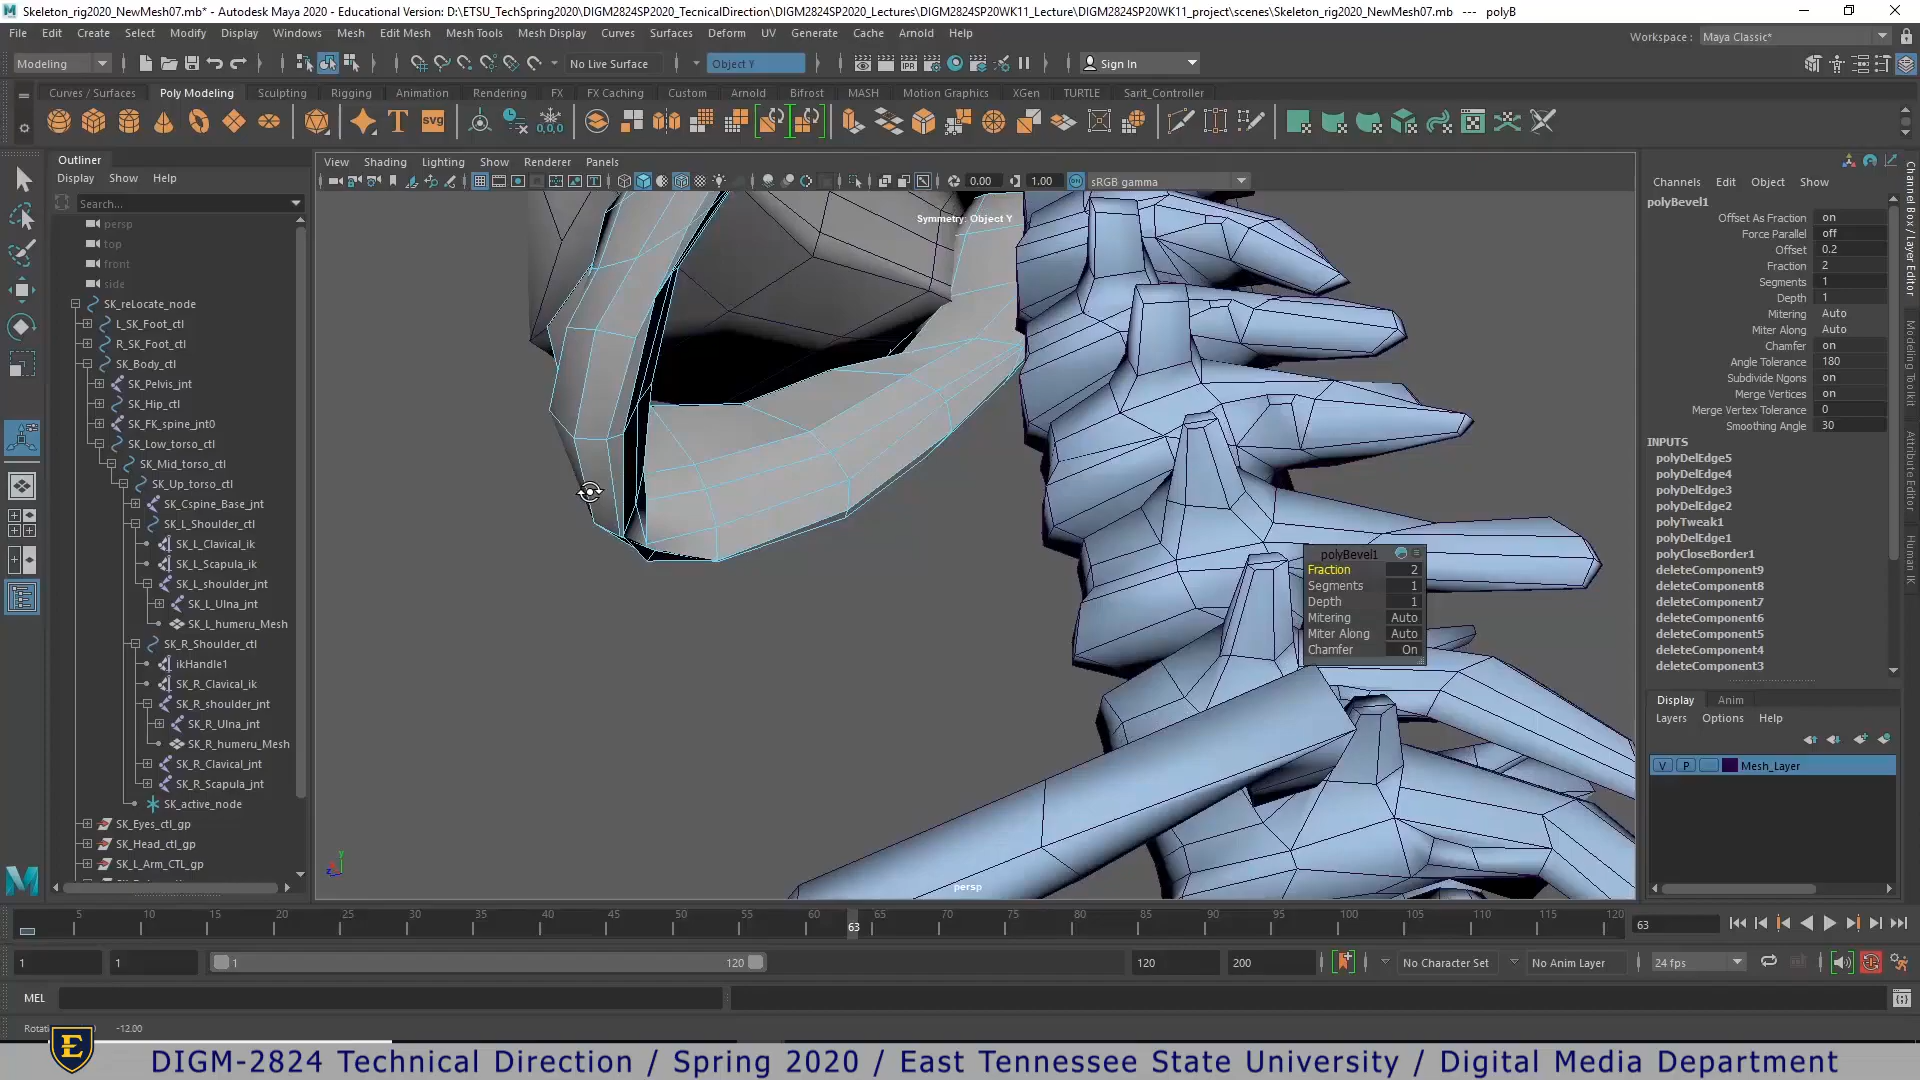 Skeleton_rig2020_NewMesh07.mb* - Autodesk Maya 2020 - Educational Version: D:\ETSU_TechSpring2020\DIGM2824SP2020_TecnicalDirection\DIGM2824SP2020_Lectures\DIGM2824SP20WK11_Lecture\DIGM2824SP20WK11_project\scenes\Skeleton_rig2020_NewMesh07.mb --- polyB
File Edit Create Select Modify Display Windows Mesh Edit Mesh Mesh Tools Mesh Display Curves Surfaces Deform UV Generate Cache Arnold Help
Workspace : Maya Classic*
Modeling No Live Surface Object Y Sign In
Curves / Surfaces Poly Modeling Sculpting Rigging Animation Rendering FX FX Caching Custom Arnold Bifrost MASH Motion Graphics XGen TURTLE Sarit_Controller
Outliner
Display Show Help
Search...
persp
top
front
side
SK_reLocate_node
L_SK_Foot_ctl
R_SK_Foot_ctl
SK_Body_ctl
SK_Pelvis_jnt
SK_Hip_ctl
SK_FK_spine_jnt0
SK_Low_torso_ctl
SK_Mid_torso_ctl
SK_Up_torso_ctl
SK_Cspine_Base_jnt
SK_L_Shoulder_ctl
SK_L_Clavical_ik
SK_L_Scapula_ik
SK_L_shoulder_jnt
SK_L_Ulna_jnt
SK_L_humeru_Mesh
SK_R_Shoulder_ctl
ikHandle1
SK_R_Clavical_ik
SK_R_shoulder_jnt
SK_R_Ulna_jnt
SK_R_humeru_Mesh
SK_R_Clavical_jnt
SK_R_Scapula_jnt
SK_active_node
SK_Eyes_ctl_gp
SK_Head_ctl_gp
SK_L_Arm_CTL_gp
View Shading Lighting Show Renderer Panels
0.00 1.00 sRGB gamma
Symmetry: Object Y
polyBevel1
Fraction 2
Segments 1
Depth 1
Mitering Auto
Miter Along Auto
Chamfer On
persp
Channels Edit Object Show
polyBevel1
Offset As Fraction on
Force Parallel off
Offset 0.2
Fraction 2
Segments 1
Depth 1
Mitering Auto
Miter Along Auto
Chamfer on
Angle Tolerance 180
Subdivide Ngons on
Merge Vertices on
Merge Vertex Tolerance 0
Smoothing Angle 30
INPUTS
polyDelEdge5
polyDelEdge4
polyDelEdge3
polyDelEdge2
polyTweak1
polyDelEdge1
polyCloseBorder1
deleteComponent9
deleteComponent8
deleteComponent7
deleteComponent6
deleteComponent5
deleteComponent4
deleteComponent3
Display Anim
Layers Options Help
V P Mesh_Layer
Channel Box / Layer Editor
Modeling Toolkit
Attribute Editor
Human IK
5 10 15 20 25 30 35 40 45 50 55 60 65 70 75 80 85 90 95 100 105 110 115 120
63 63
1 1 1 120 120 200 No Character Set No Anim Layer 24 fps
MEL
-12.00
DIGM-2824 Technical Direction / Spring 2020 / East Tennessee State University / Digital Media Department